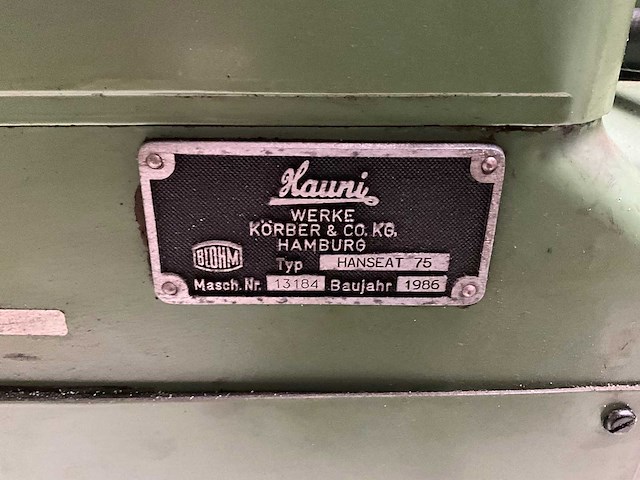 Hauni
WERKE
KÖRBER & CO. KG.
HAMBURG
BLOHM
Typ HANSEAT 75
Masch. Nr. 13184 Baujahr 1986